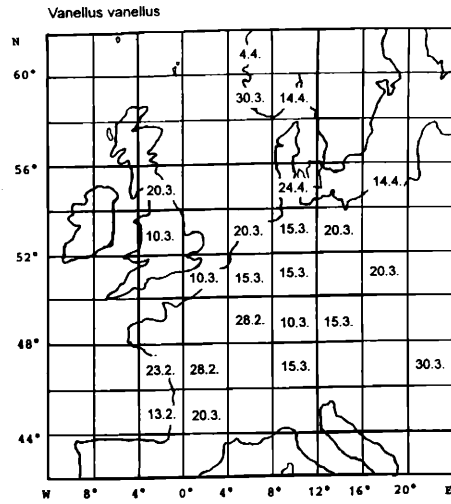 Vanellus vanellus
N
4.4.
60°
30.3. 14.4.
56°
20.3. 24.4. 14.4.
10.3. 20.3. 15.3. 20.3.
52°
10.3. 15.3. 15.3. 20.3.
28.2. 10.3. 15.3.
48°
23.2. 28.2. 15.3. 30.3.
13.2. 20.3.
44°
W 8° 4° 0° 4° 8° 12° 16° 20° E